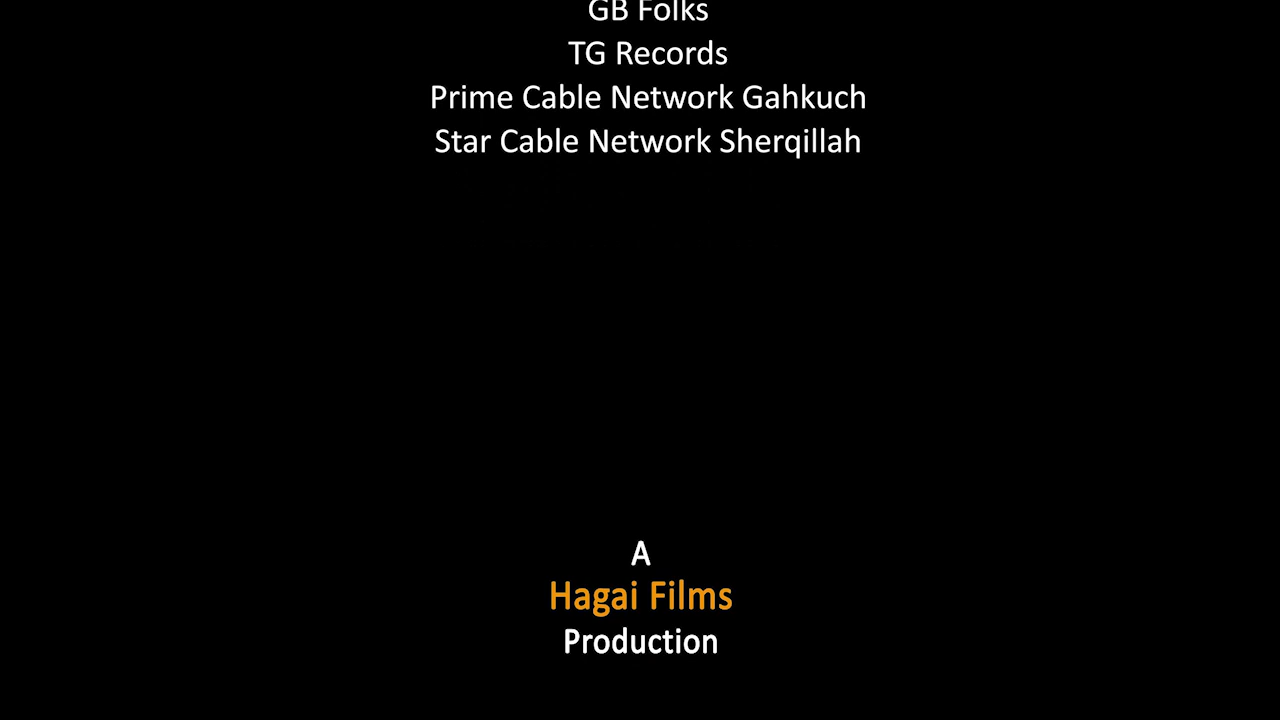 GB Folks
TG Records
Prime Cable Network Gahkuch
Star Cable Network Sherqillah
A
Hagai Films
Production